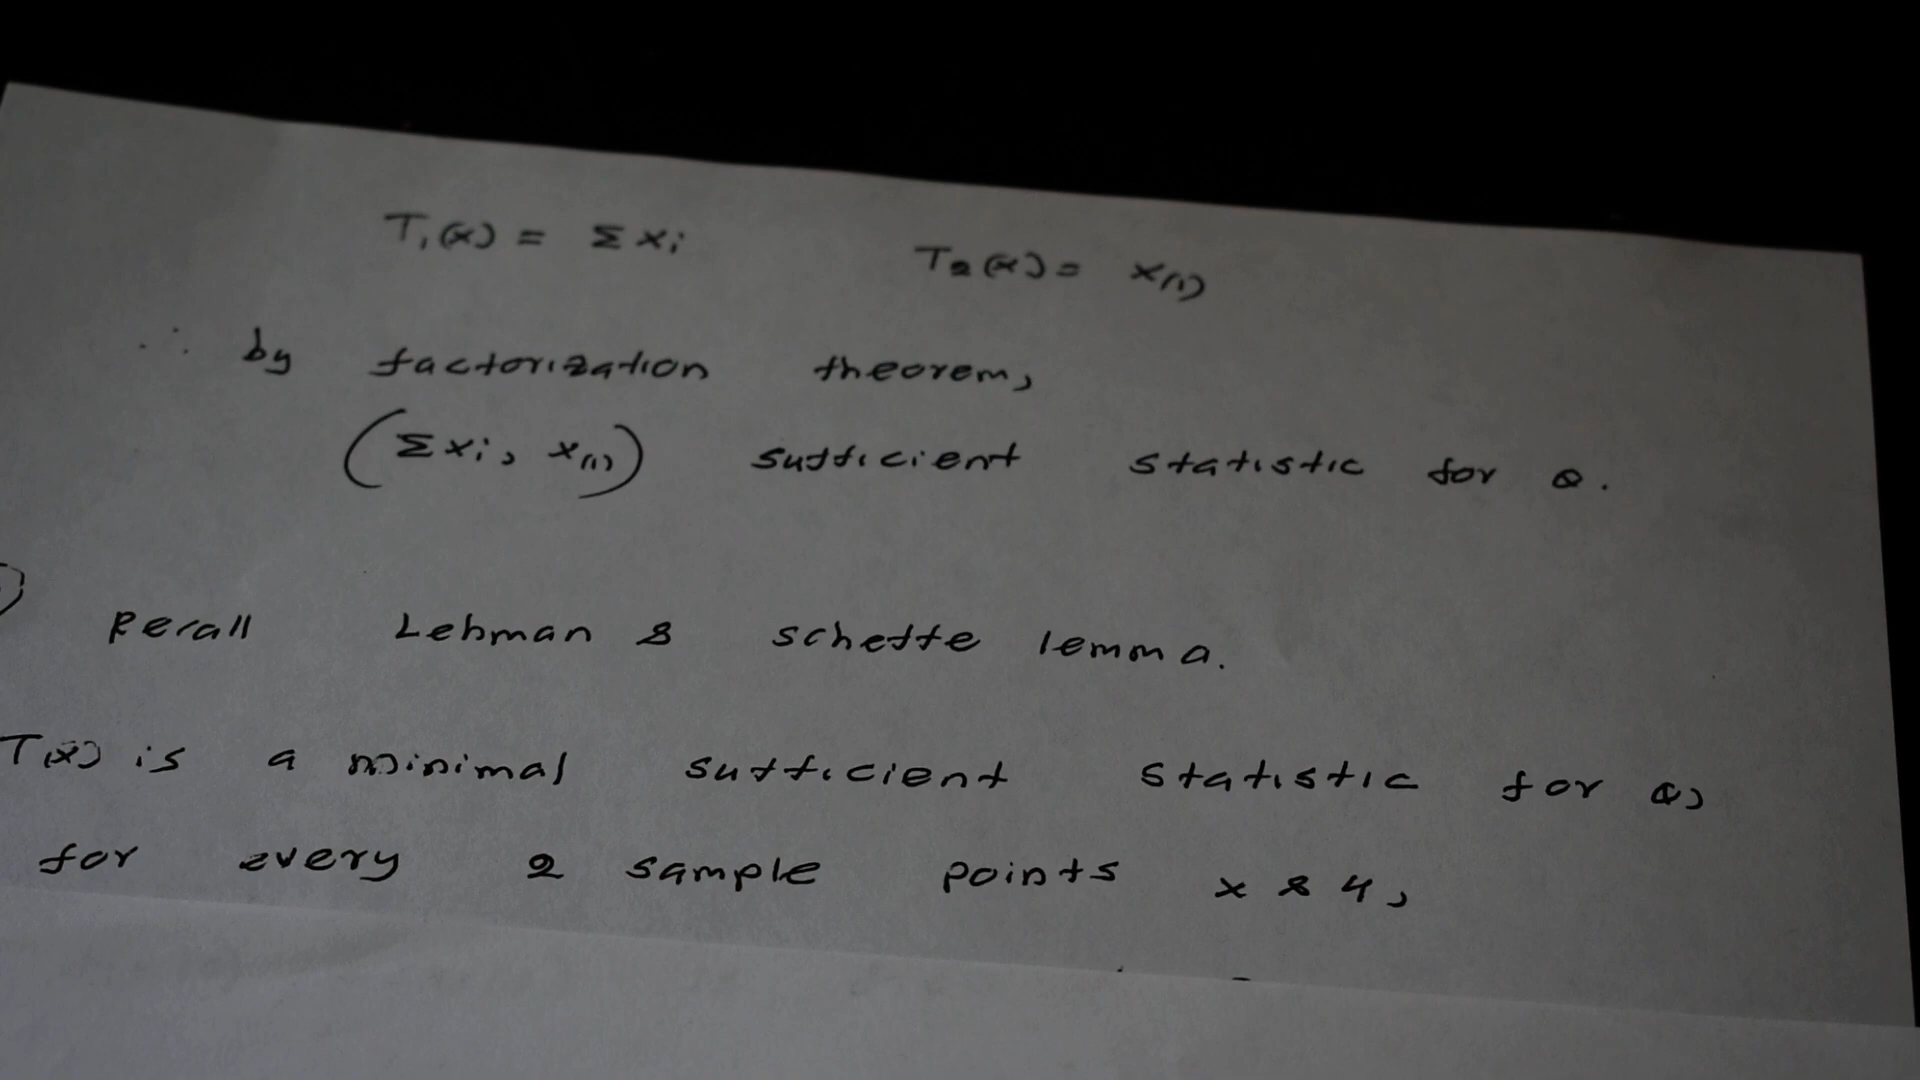 T₁(x) = Σ xi T₂(x) = x(1)
∴ by factorization theorem,
(Σxi, x(1)) sufficient statistic for θ.
Recall Lehman & scheffe lemma.
T(x) is a minimal sufficient statistic for θ,
for every 2 sample points x & y,